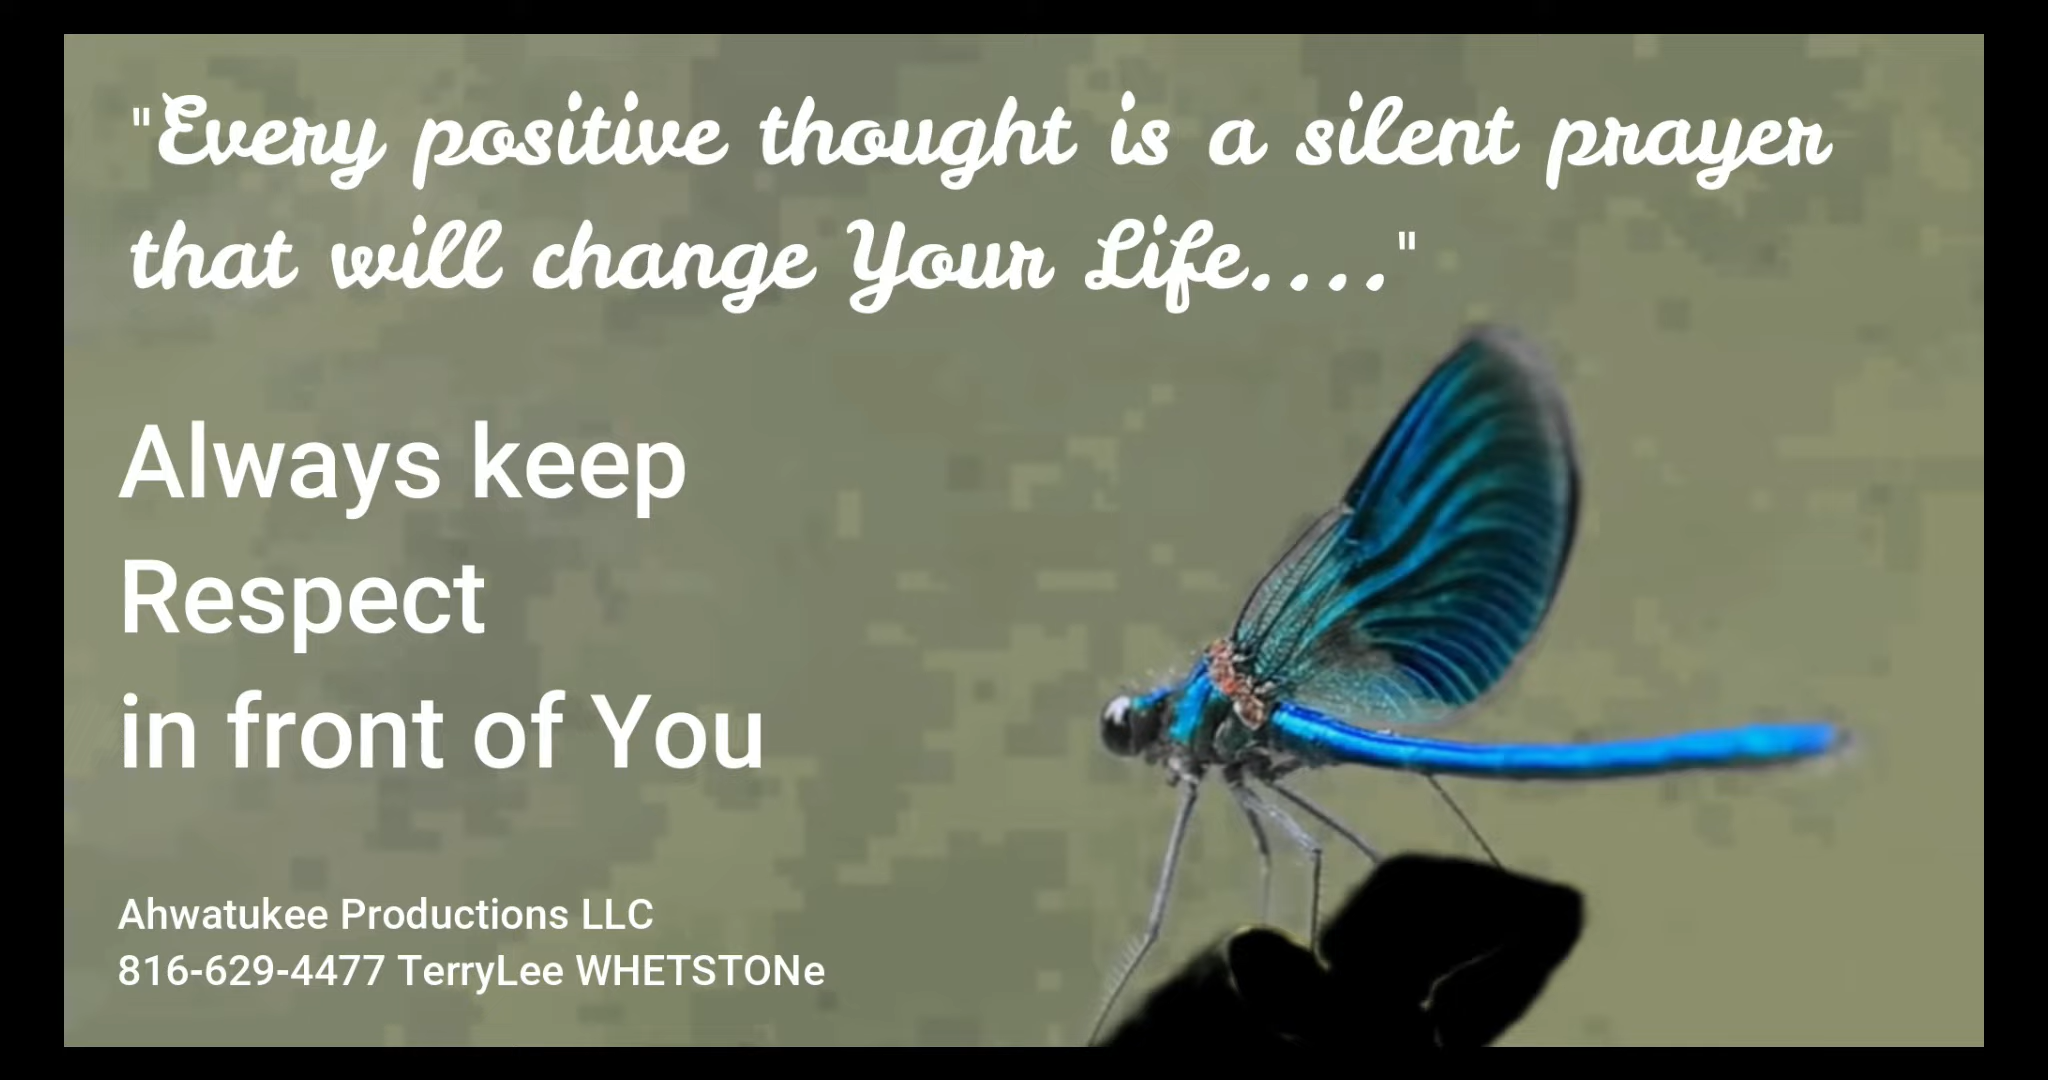 "Every positive thought is a silent prayer
that will change Your Life...."
Always keep
Respect
in front of You
Ahwatukee Productions LLC
816-629-4477 TerryLee WHETSTONe